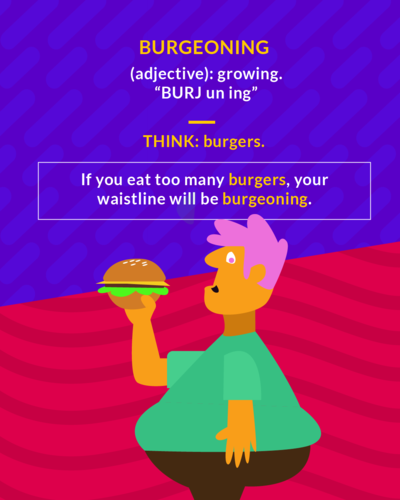 BURGEONING
(adjective): growing.
“BURJ un ing”
THINK: burgers.
If you eat too many burgers, your
waistline will be burgeoning.